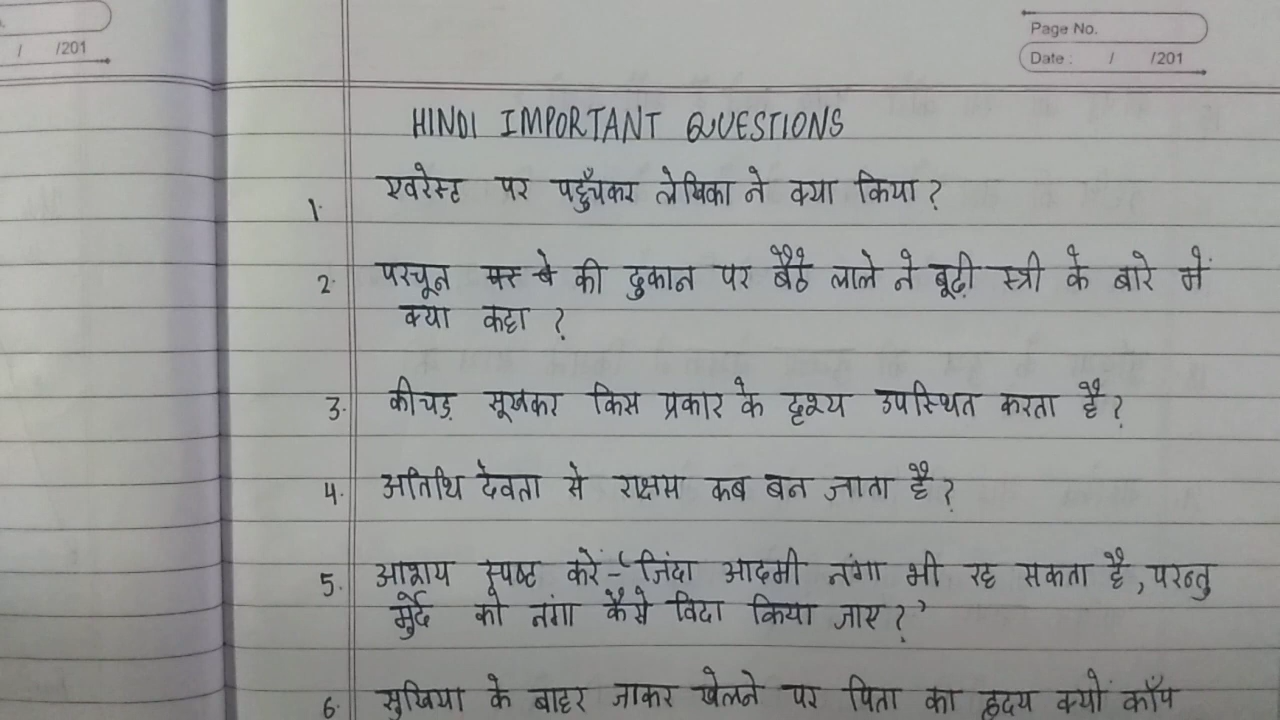 / /201
Page No.
Date : / /201
HINDI IMPORTANT QUESTIONS
1. एवरेस्ट पर पहुँचकर लेखिका ने क्या किया?
2. परचून की दुकान पर बैठे लाले ने बूढ़ी स्त्री के बारे में
क्या कहा ?
3. कीचड़ सूखकर किस प्रकार के दृश्य उपस्थित करता है?
4. अतिथि देवता से राक्षस कब बन जाता है?
5. आशय स्पष्ट करें - 'जिंदा आदमी नंगा भी रह सकता है, परन्तु
मुर्दे को नंगा कैसे विदा किया जाए?'
6. सुखिया के बाहर जाकर खेलने पर पिता का हृदय क्यों काँप